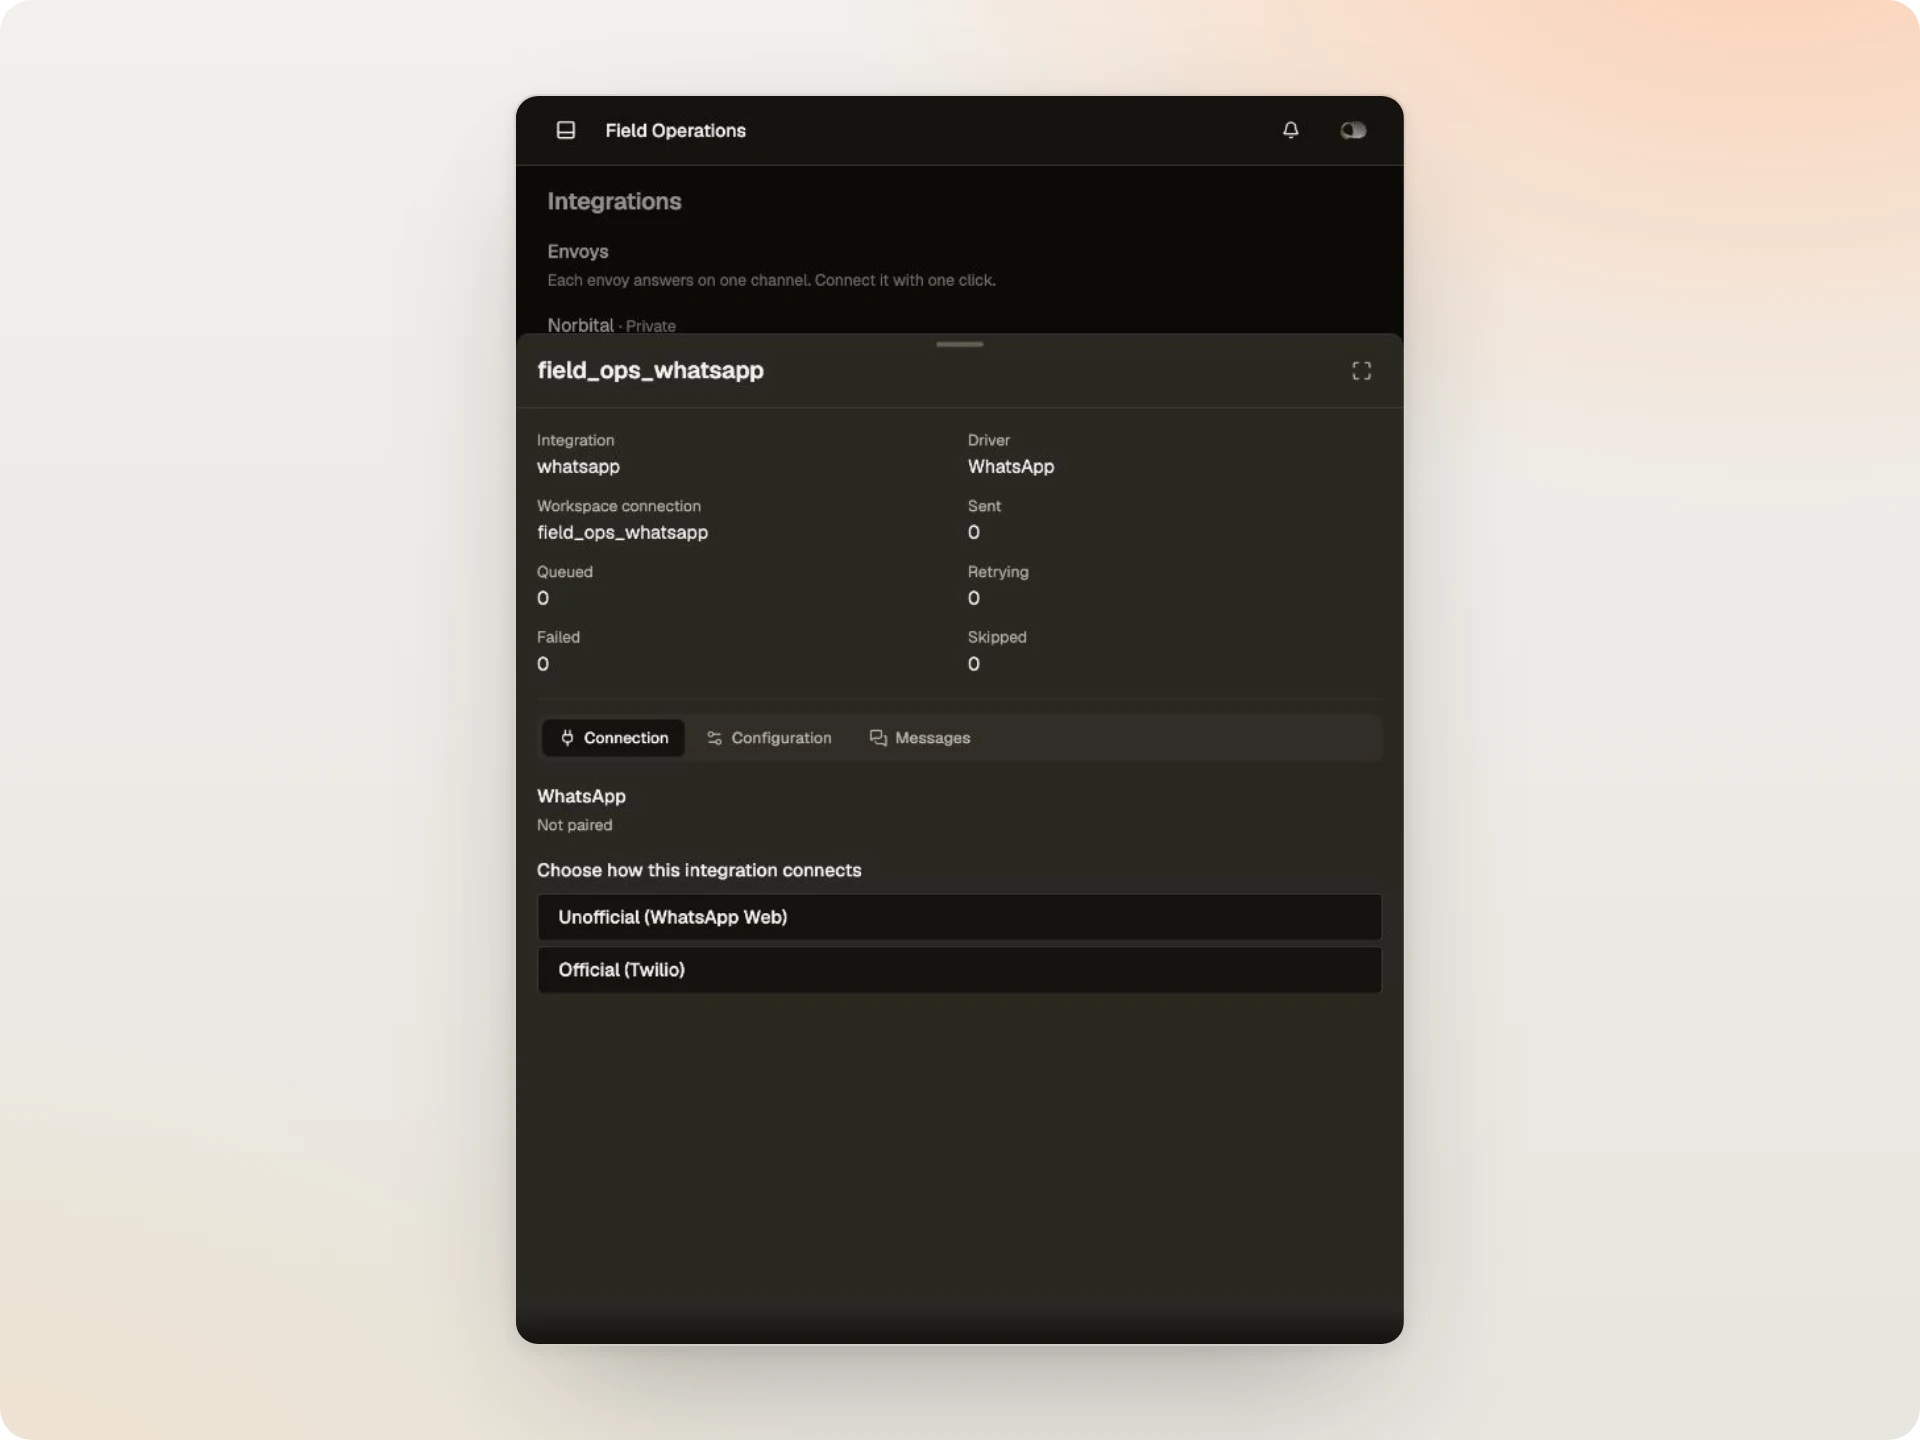 Field Operations
Integrations
Envoys
Each envoy answers on one channel. Connect it with one click.
Norbital · Private
field_ops_whatsapp
Integration
whatsapp
Driver
WhatsApp
Workspace connection
field_ops_whatsapp
Sent
0
Queued
0
Retrying
0
Failed
0
Skipped
0
Connection
Configuration
Messages
WhatsApp
Not paired
Choose how this integration connects
Unofficial (WhatsApp Web)
Official (Twilio)